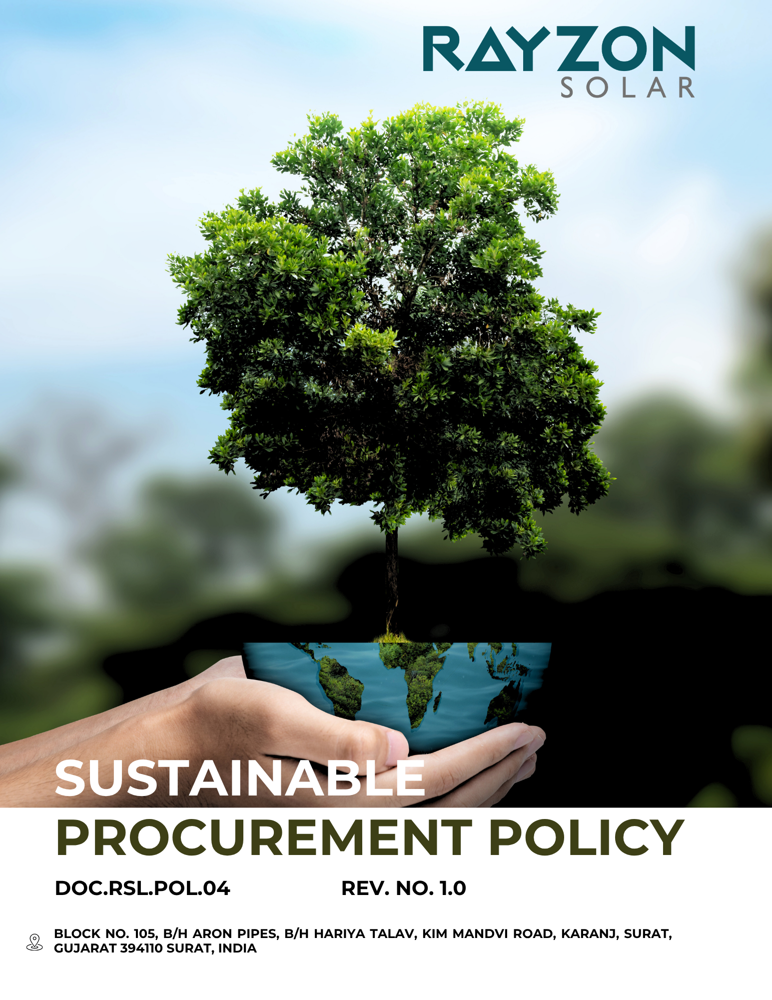 RAYZON
SOLAR
SUSTAINABLE
PROCUREMENT POLICY
DOC.RSL.POL.04 REV. NO. 1.0
BLOCK NO. 105, B/H ARON PIPES, B/H HARIYA TALAV, KIM MANDVI ROAD, KARANJ, SURAT,
GUJARAT 394110 SURAT, INDIA